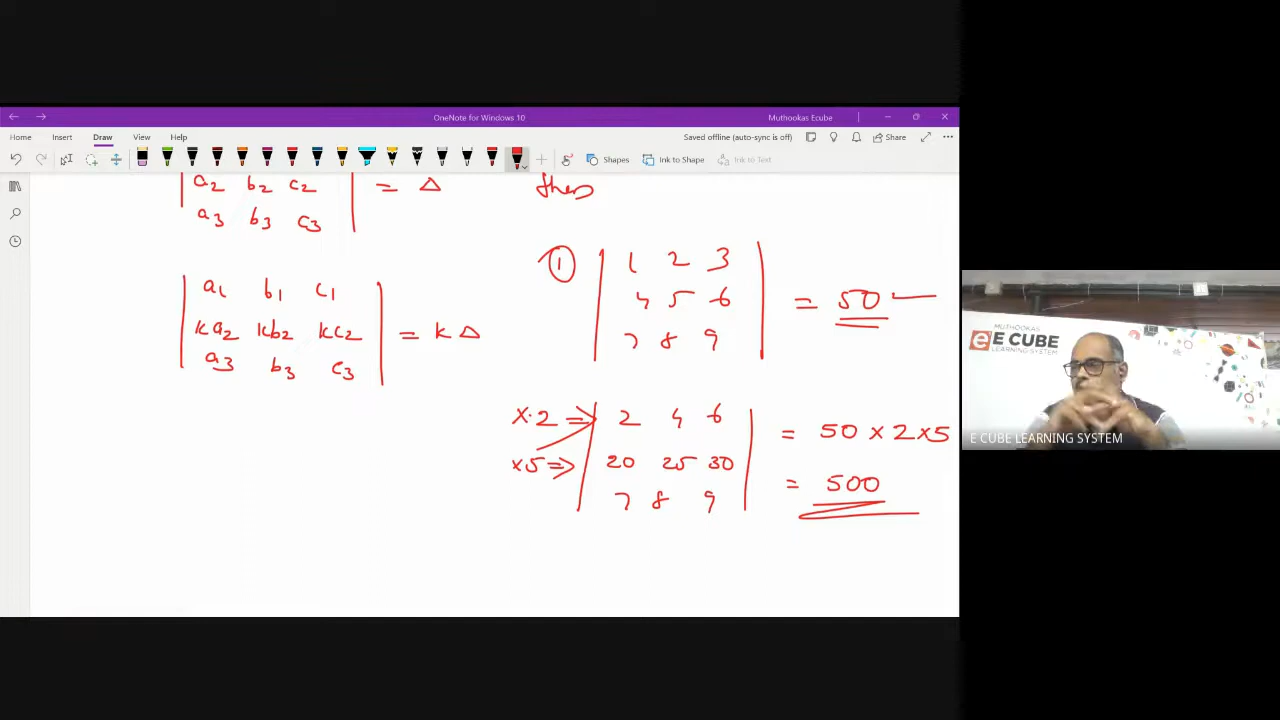 OneNote for Windows 10
Muthookas Ecube
Home Insert Draw View Help
Saved offline (auto-sync is off)
Share
Shapes
Ink to Shape
Ink to Text
a2 b2 c2 = Δ
a3 b3 c3
a1 b1 c1
ka2 kb2 kc2 = k Δ
a3 b3 c3
1
1 2 3
4 5 6 = 50
7 8 9
x·2 ⇒ 2 4 6 = 50 × 2 × 5
x5 ⇒ 20 25 30
= 500
7 8 9
MUTHOOKAS
e E CUBE
LEARNING SYSTEM
E CUBE LEARNING SYSTEM